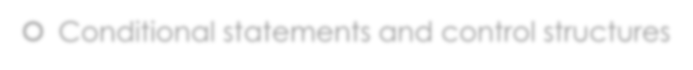 Conditional statements and control structures